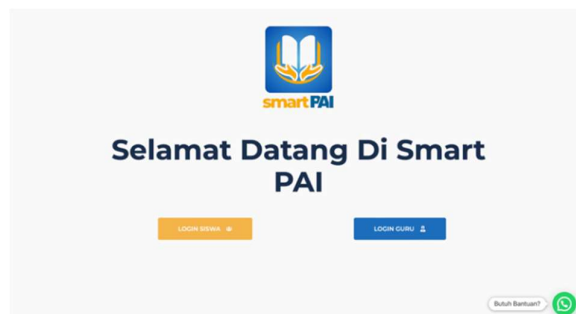 smartPAI
Selamat Datang Di Smart
PAI
LOGIN SISWA
LOGIN GURU
Butuh Bantuan?